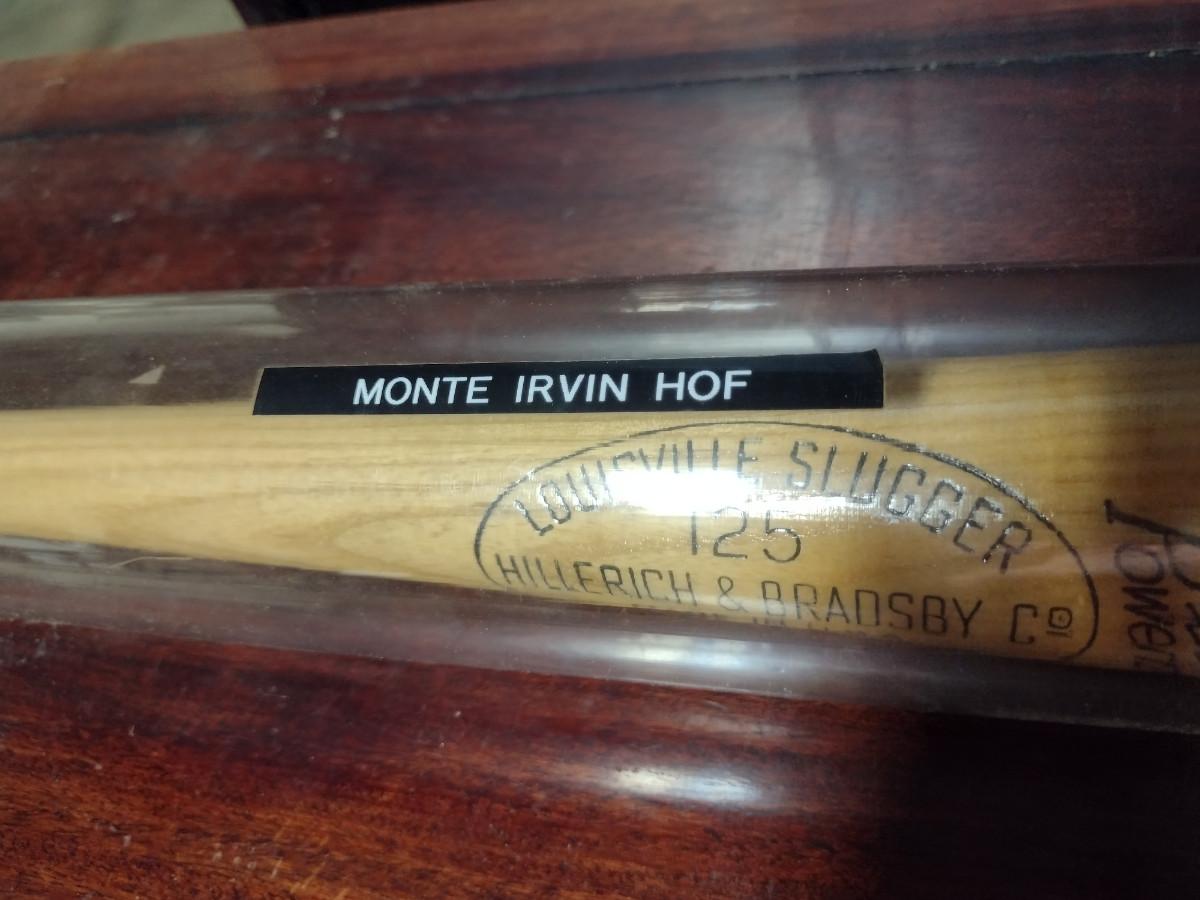 MONTE IRVIN HOF
LOUISVILLE SLUGGER
125
HILLERICH & BRADSBY Co